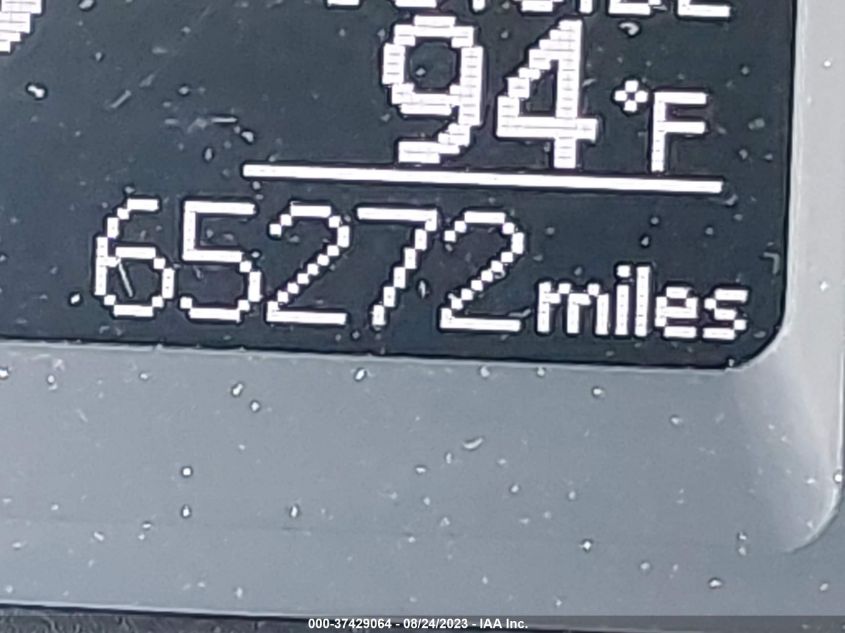 94°F
65272 miles
000-37429064 - 08/24/2023 - IAA Inc.